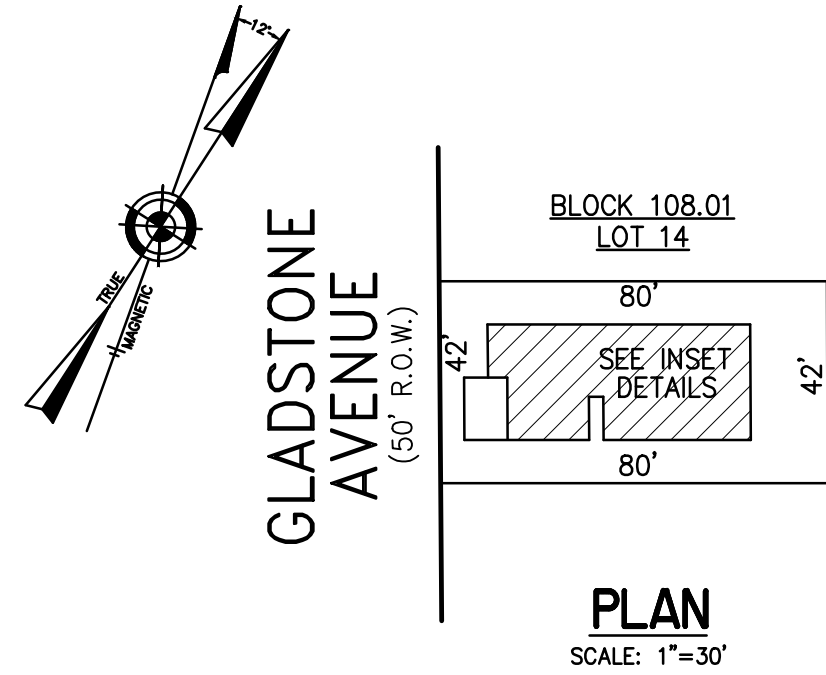 12°
TRUE
MAGNETIC
GLADSTONE
AVENUE
(50' R.O.W.)
BLOCK 108.01
LOT 14
80'
42'
SEE INSET
DETAILS
42'
80'
PLAN
SCALE: 1"=30'